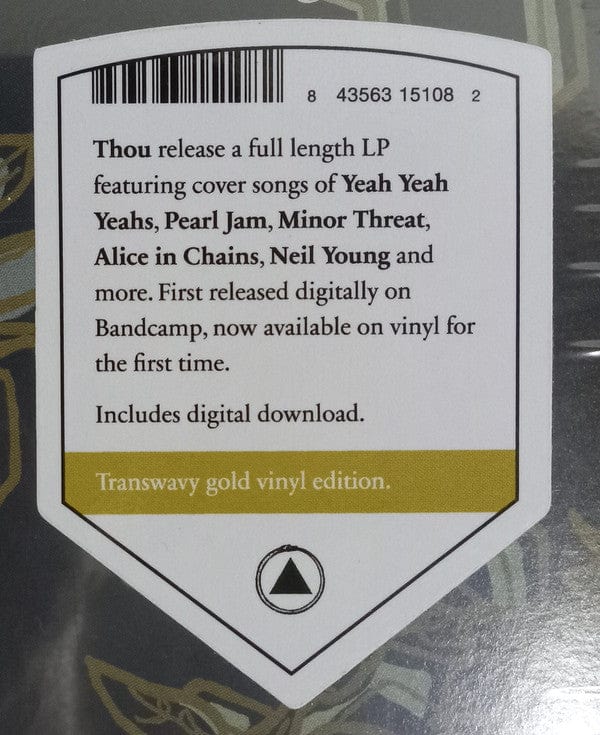 8 43563 15108 2
Thou release a full length LP
featuring cover songs of Yeah Yeah
Yeahs, Pearl Jam, Minor Threat,
Alice in Chains, Neil Young and
more. First released digitally on
Bandcamp, now available on vinyl for
the first time.
Includes digital download.
Transwavy gold vinyl edition.